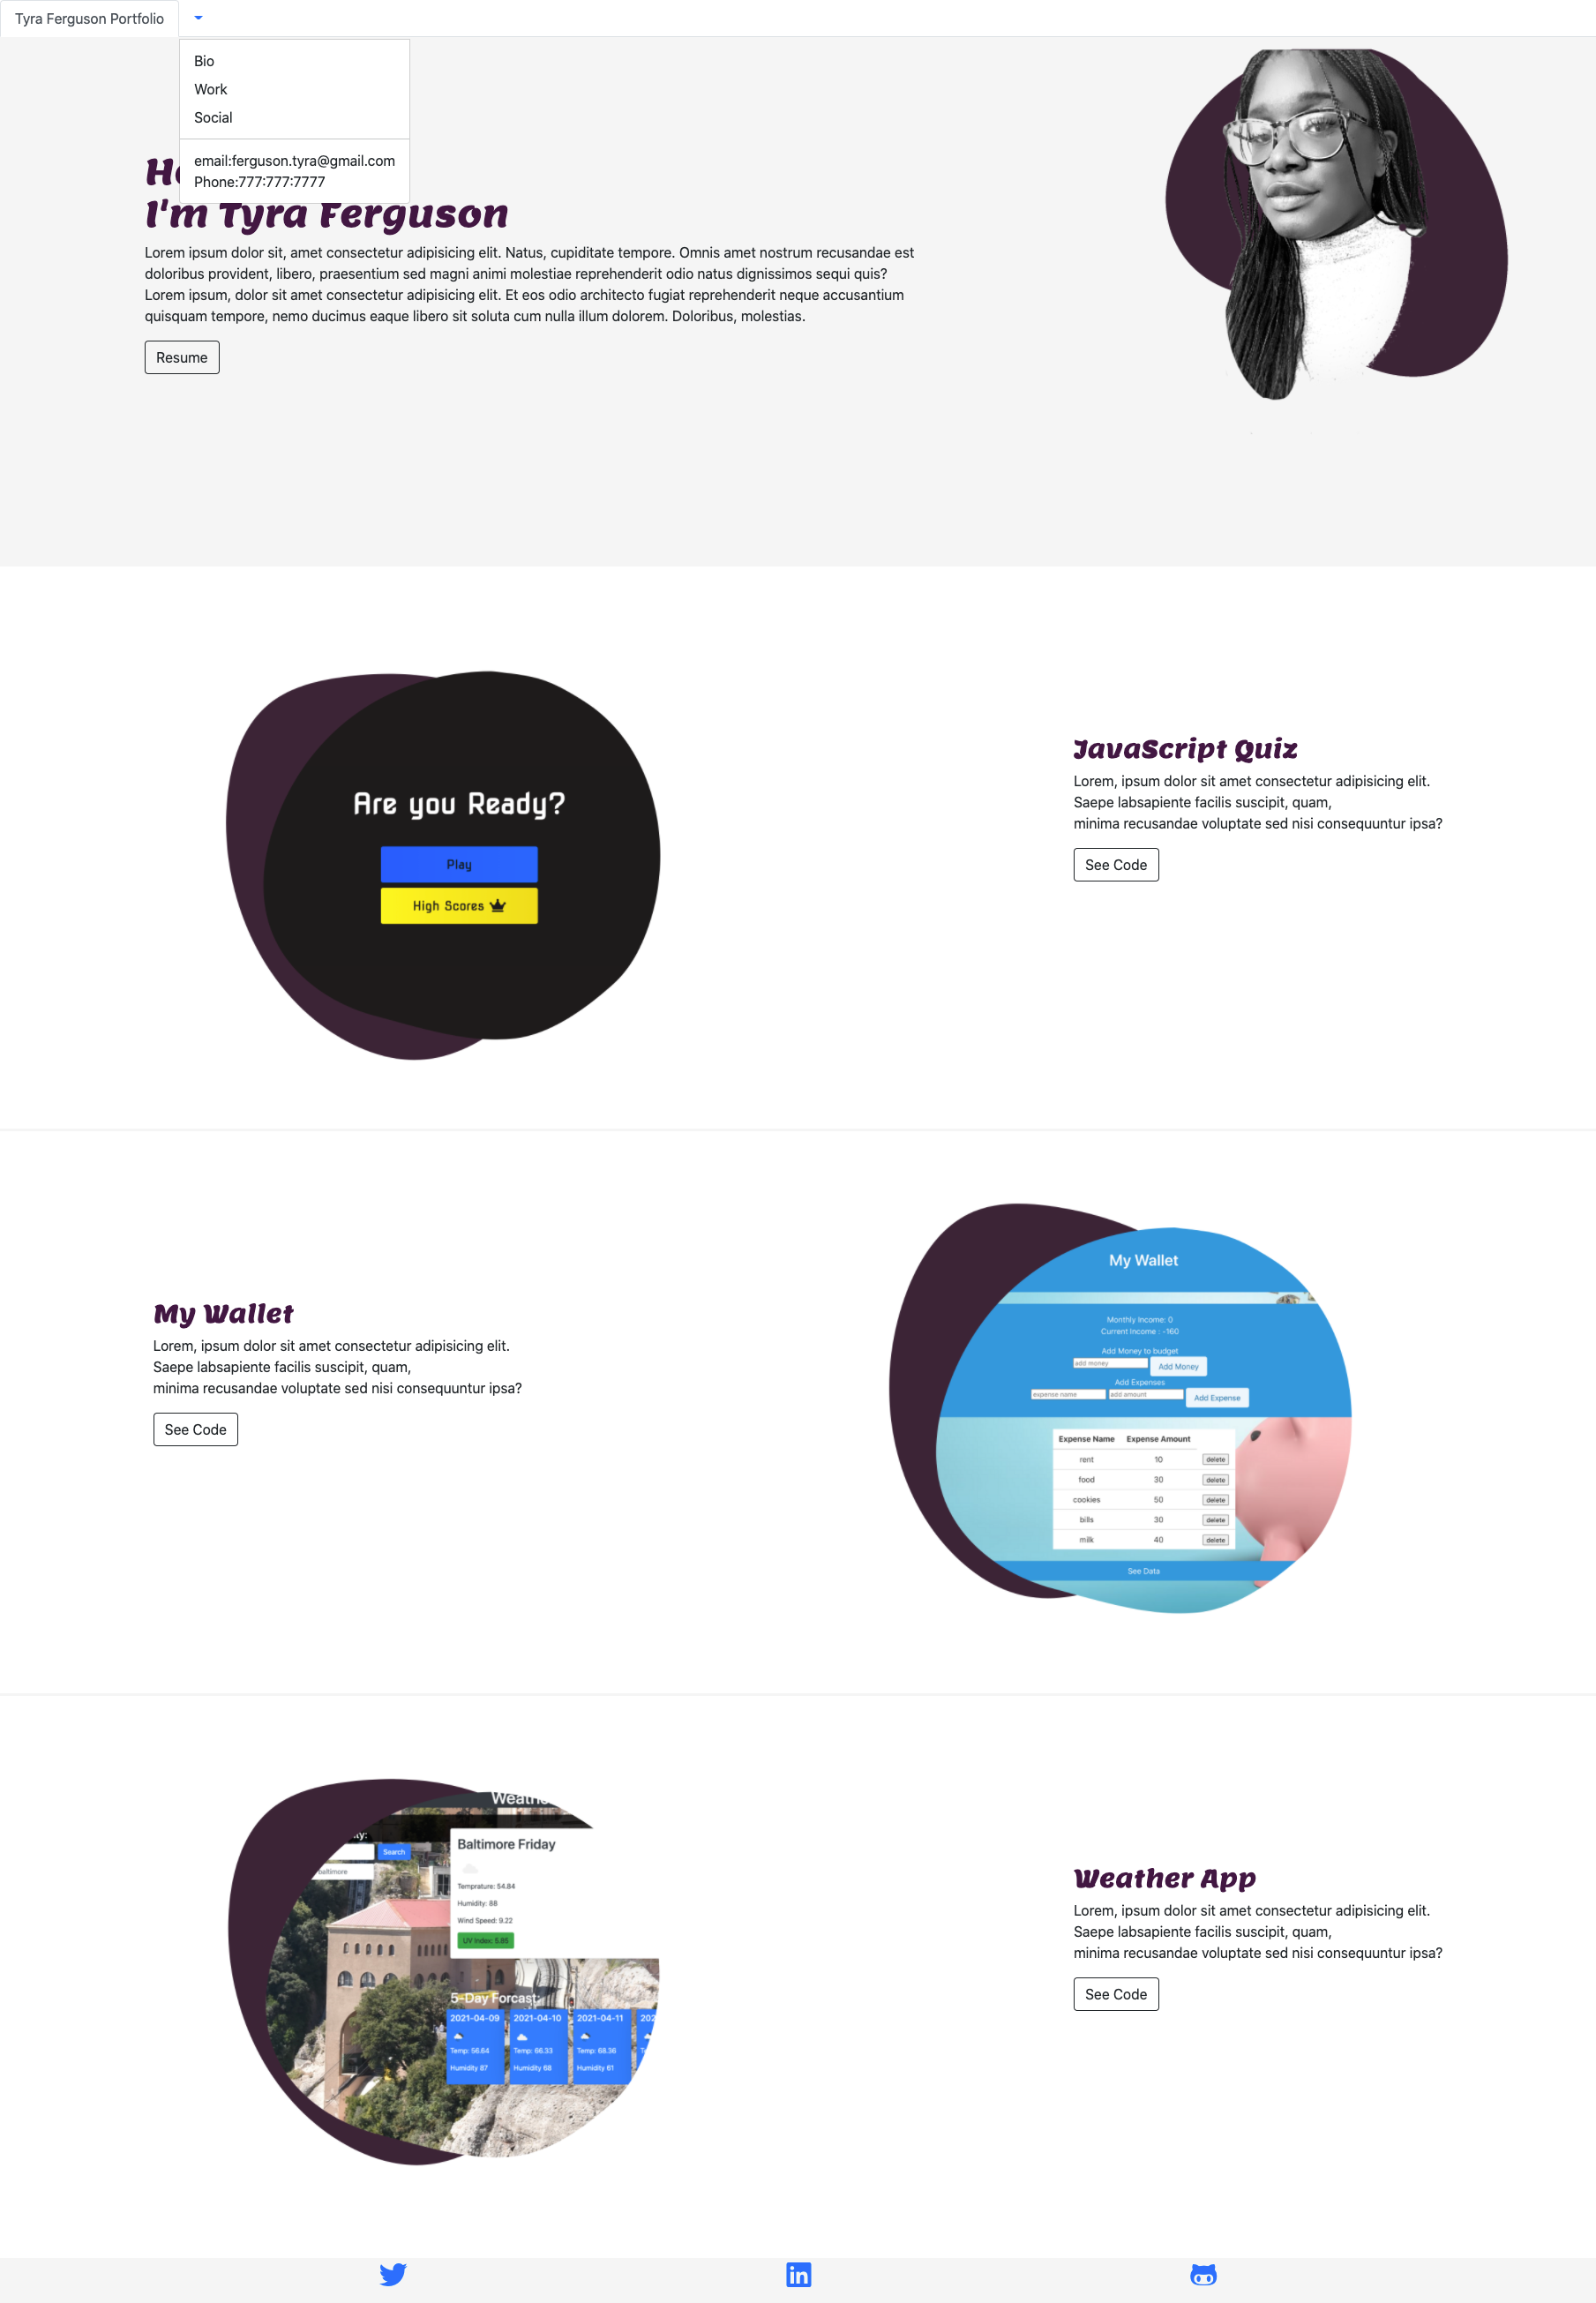 Tyra Ferguson Portfolio
Bio
Work
Social
email:ferguson.tyra@gmail.com
Phone:777:777:7777
I'm Tyra Ferguson
Lorem ipsum dolor sit, amet consectetur adipisicing elit. Natus, cupiditate tempore. Omnis amet nostrum recusandae est
doloribus provident, libero, praesentium sed magni animi molestiae reprehenderit odio natus dignissimos sequi quis?
Lorem ipsum, dolor sit amet consectetur adipisicing elit. Et eos odio architecto fugiat reprehenderit neque accusantium
quisquam tempore, nemo ducimus eaque libero sit soluta cum nulla illum dolorem. Doloribus, molestias.
Resume
Are you Ready?
Play
High Scores
JavaScript Quiz
Lorem, ipsum dolor sit amet consectetur adipisicing elit.
Saepe labsapiente facilis suscipit, quam,
minima recusandae voluptate sed nisi consequuntur ipsa?
See Code
My Wallet
Lorem, ipsum dolor sit amet consectetur adipisicing elit.
Saepe labsapiente facilis suscipit, quam,
minima recusandae voluptate sed nisi consequuntur ipsa?
See Code
My Wallet
Monthly Income: 0
Current Income : -160
Add Money to budget
add money Add Money
Add Expenses
expense name add amount Add Expense
Expense Name Expense Amount
rent 10 delete
food 30 delete
cookies 50 delete
bills 30 delete
milk 40 delete
See Data
Search
baltimore
Baltimore Friday
Temprature: 54.84
Humidity: 88
Wind Speed: 9.22
UV Index: 5.85
5-Day Forcast:
2021-04-09 2021-04-10 2021-04-11
Temp: 56.64 Temp: 66.33 Temp: 68.36
Humidity 87 Humidity 68 Humidity 61
Weather App
Lorem, ipsum dolor sit amet consectetur adipisicing elit.
Saepe labsapiente facilis suscipit, quam,
minima recusandae voluptate sed nisi consequuntur ipsa?
See Code
in